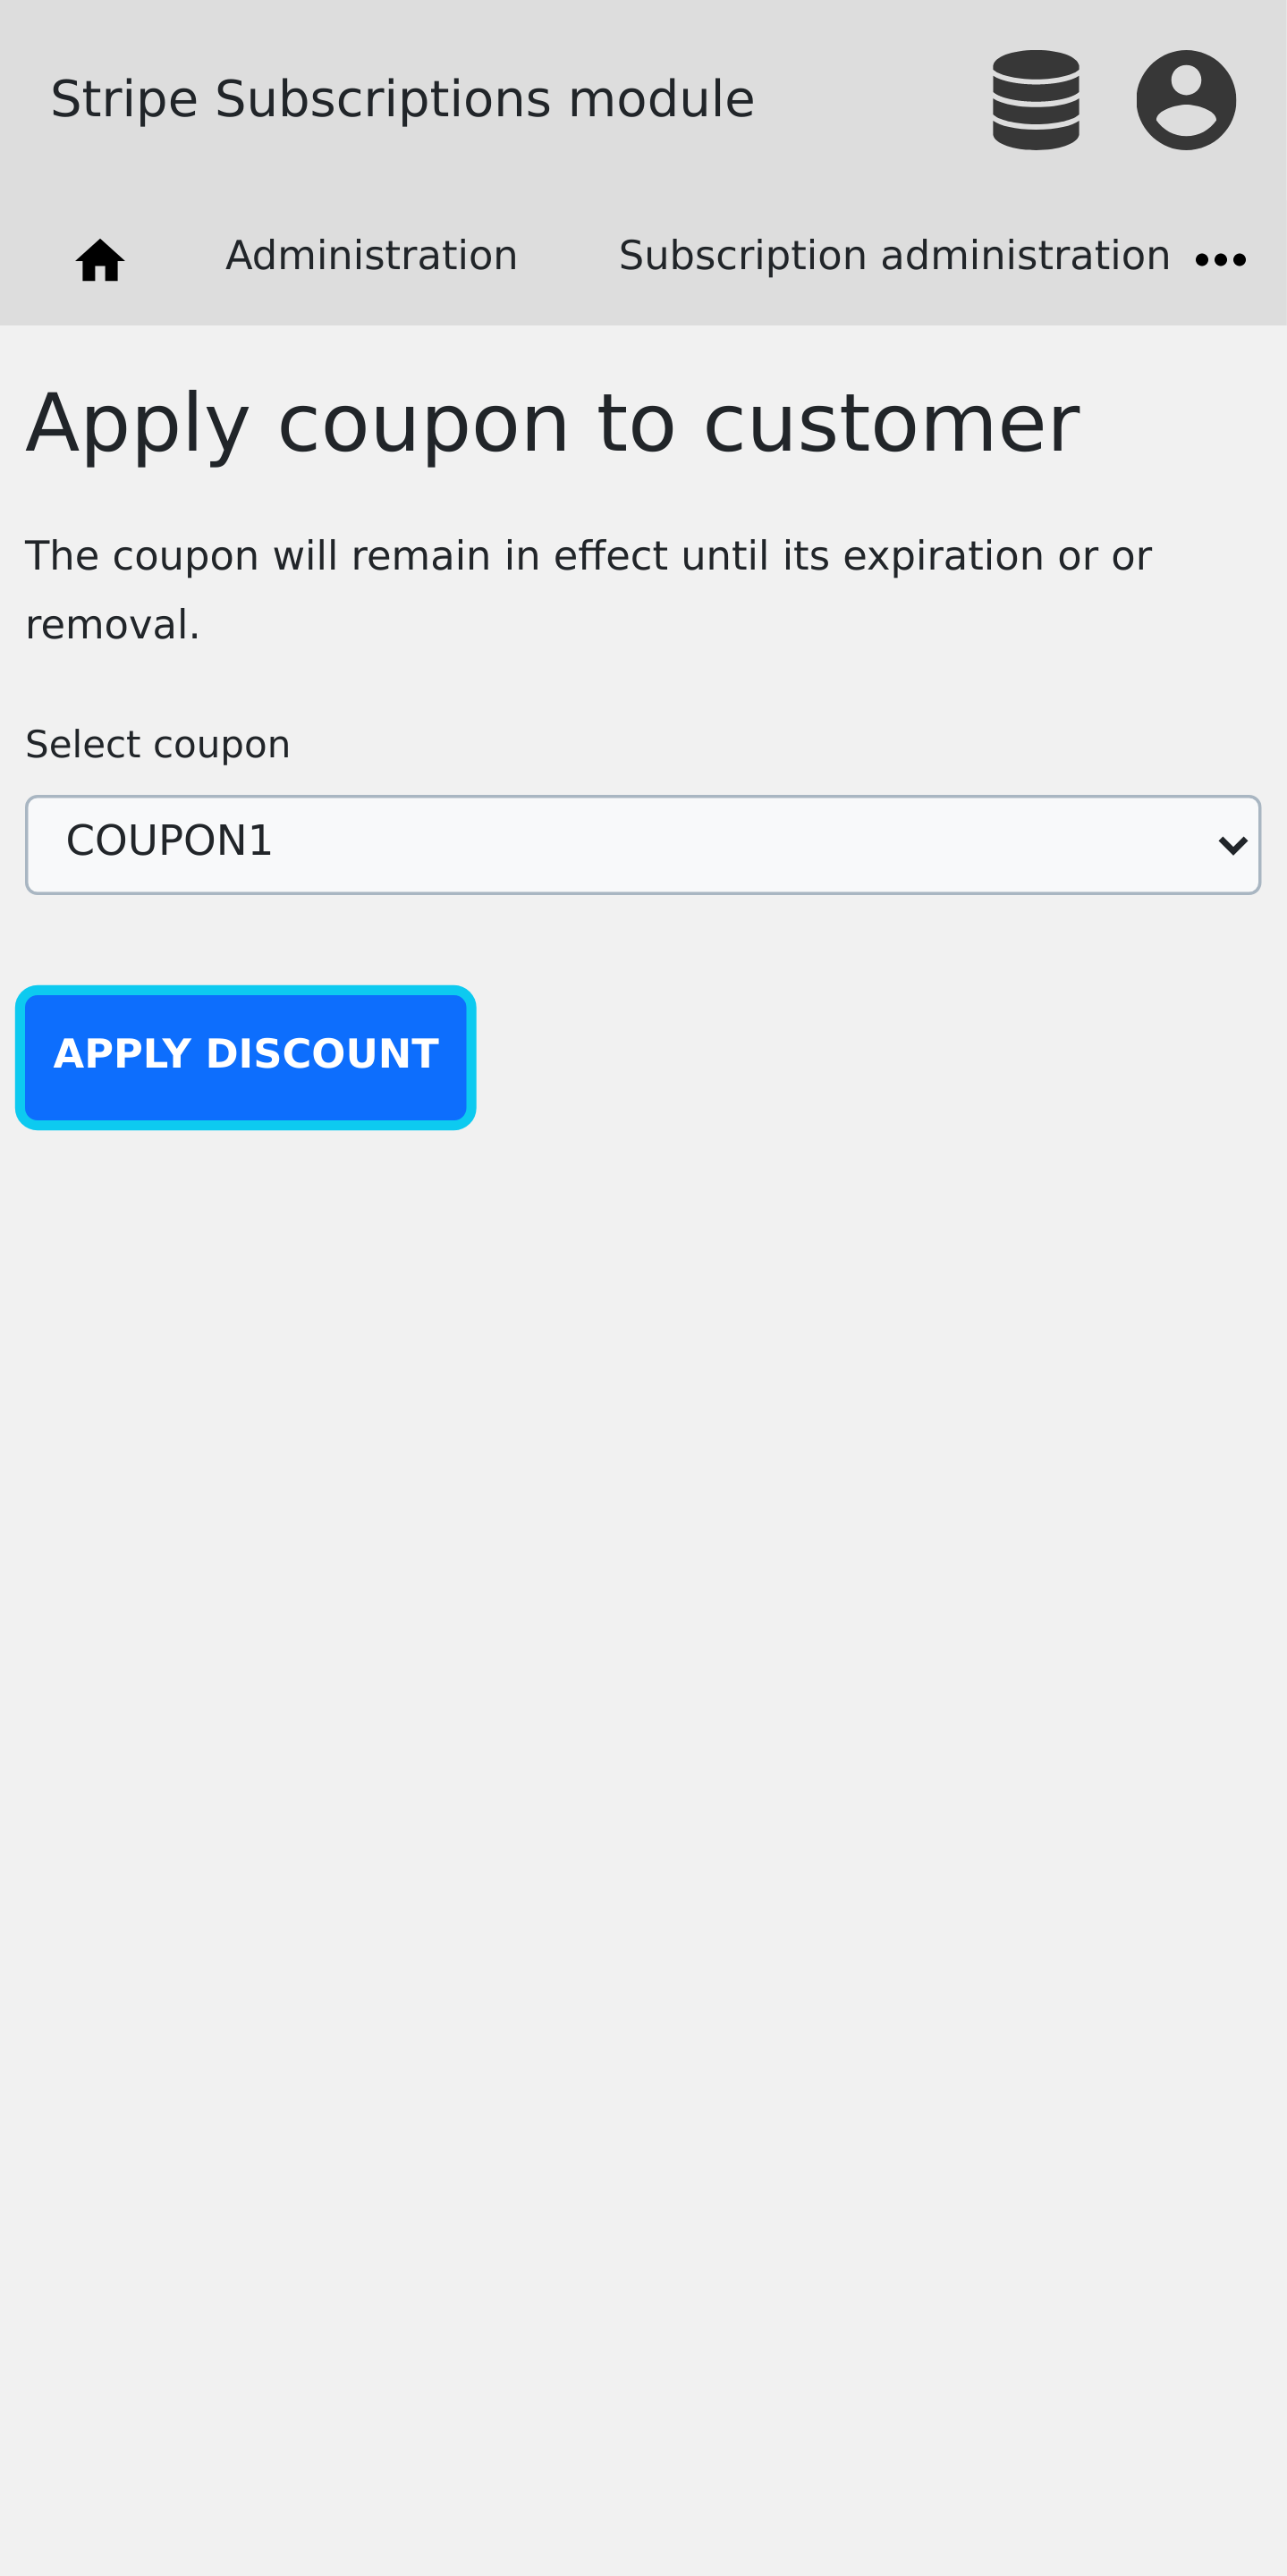 Stripe Subscriptions module
Administration Subscription administration
Apply coupon to customer
The coupon will remain in effect until its expiration or or
removal.
Select coupon
COUPON1
APPLY DISCOUNT